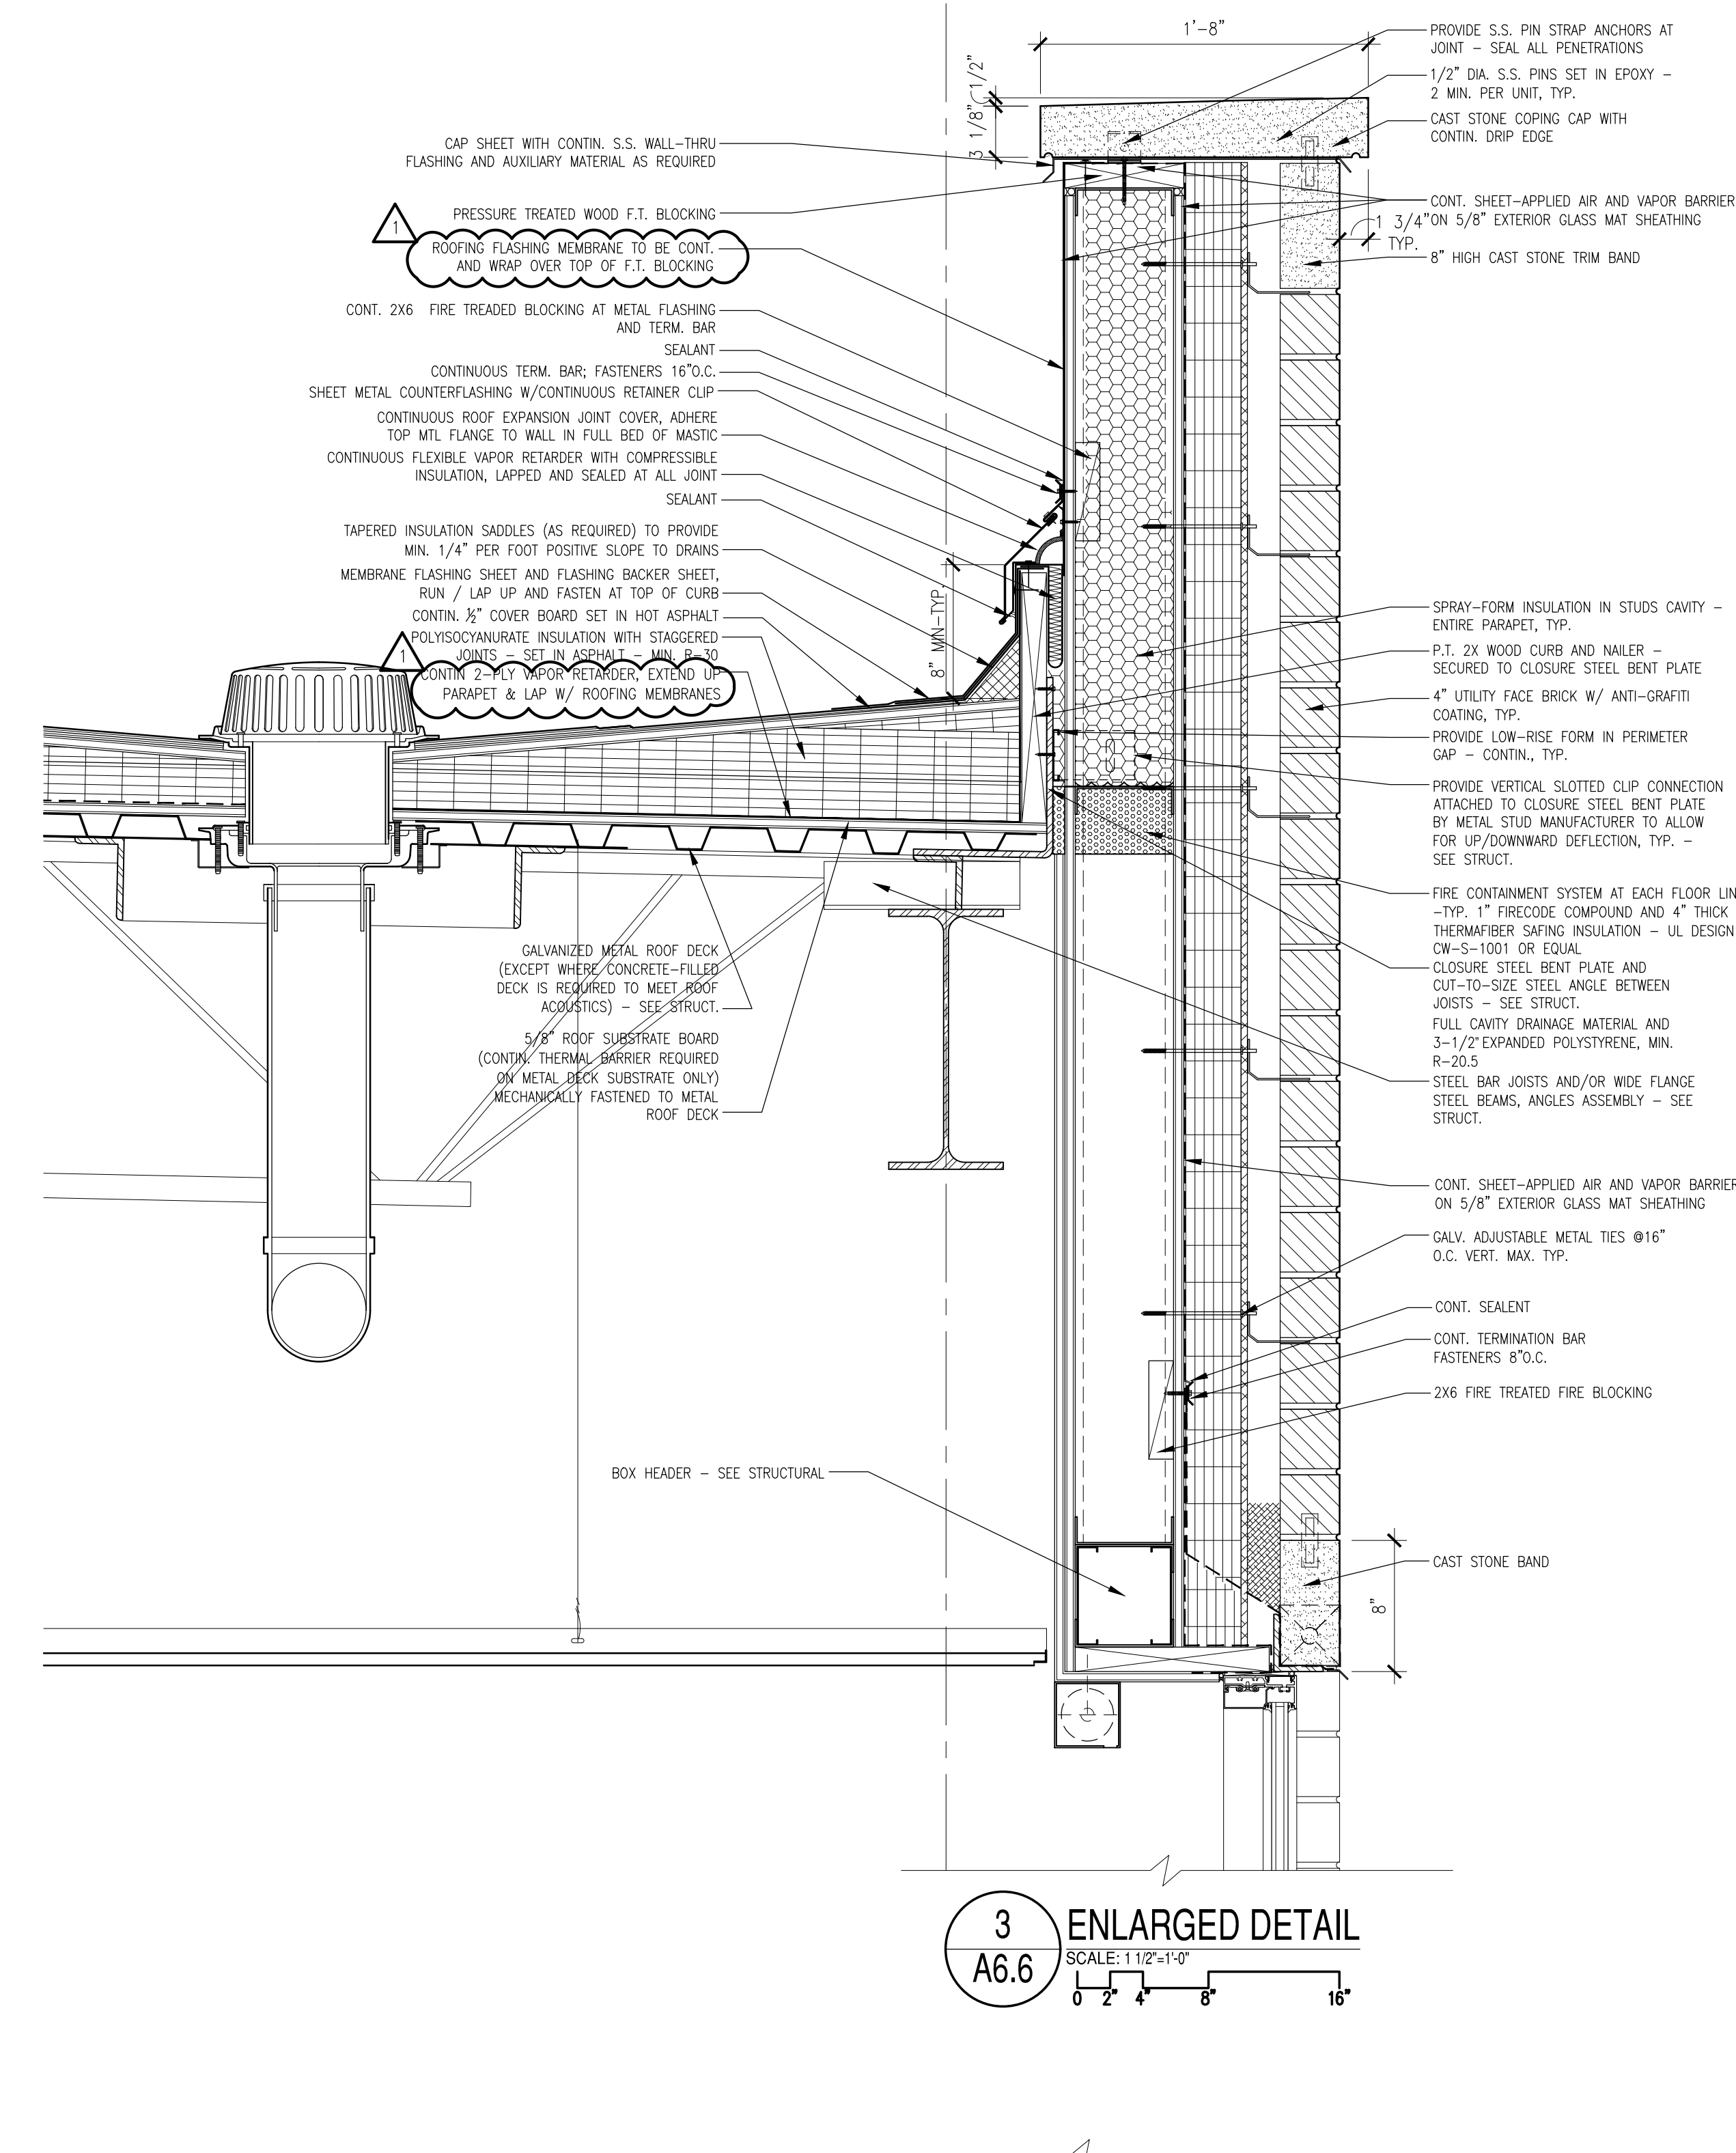 1'-8"
1/2"
3 1/8"
PROVIDE S.S. PIN STRAP ANCHORS AT
JOINT – SEAL ALL PENETRATIONS
1/2" DIA. S.S. PINS SET IN EPOXY –
2 MIN. PER UNIT, TYP.
CAST STONE COPING CAP WITH
CONTIN. DRIP EDGE
CONT. SHEET-APPLIED AIR AND VAPOR BARRIER
ON 5/8" EXTERIOR GLASS MAT SHEATHING
1 3/4"
TYP.
8" HIGH CAST STONE TRIM BAND
CAP SHEET WITH CONTIN. S.S. WALL-THRU
FLASHING AND AUXILIARY MATERIAL AS REQUIRED
PRESSURE TREATED WOOD F.T. BLOCKING
1
ROOFING FLASHING MEMBRANE TO BE CONT.
AND WRAP OVER TOP OF F.T. BLOCKING
CONT. 2X6 FIRE TREADED BLOCKING AT METAL FLASHING
AND TERM. BAR
SEALANT
CONTINUOUS TERM. BAR; FASTENERS 16"O.C.
SHEET METAL COUNTERFLASHING W/CONTINUOUS RETAINER CLIP
CONTINUOUS ROOF EXPANSION JOINT COVER, ADHERE
TOP MTL FLANGE TO WALL IN FULL BED OF MASTIC
CONTINUOUS FLEXIBLE VAPOR RETARDER WITH COMPRESSIBLE
INSULATION, LAPPED AND SEALED AT ALL JOINT
SEALANT
TAPERED INSULATION SADDLES (AS REQUIRED) TO PROVIDE
MIN. 1/4" PER FOOT POSITIVE SLOPE TO DRAINS
MEMBRANE FLASHING SHEET AND FLASHING BACKER SHEET,
RUN / LAP UP AND FASTEN AT TOP OF CURB
CONTIN. ½" COVER BOARD SET IN HOT ASPHALT
1
POLYISOCYANURATE INSULATION WITH STAGGERED
JOINTS – SET IN ASPHALT – MIN. R-30
CONTIN 2-PLY VAPOR RETARDER, EXTEND UP
PARAPET & LAP W/ ROOFING MEMBRANES
8" MIN-TYP.
SPRAY-FORM INSULATION IN STUDS CAVITY –
ENTIRE PARAPET, TYP.
P.T. 2X WOOD CURB AND NAILER –
SECURED TO CLOSURE STEEL BENT PLATE
4" UTILITY FACE BRICK W/ ANTI-GRAFITI
COATING, TYP.
PROVIDE LOW-RISE FORM IN PERIMETER
GAP – CONTIN., TYP.
PROVIDE VERTICAL SLOTTED CLIP CONNECTION
ATTACHED TO CLOSURE STEEL BENT PLATE
BY METAL STUD MANUFACTURER TO ALLOW
FOR UP/DOWNWARD DEFLECTION, TYP. –
SEE STRUCT.
FIRE CONTAINMENT SYSTEM AT EACH FLOOR LIN
-TYP. 1" FIRECODE COMPOUND AND 4" THICK
THERMAFIBER SAFING INSULATION – UL DESIGN
CW-S-1001 OR EQUAL
CLOSURE STEEL BENT PLATE AND
CUT-TO-SIZE STEEL ANGLE BETWEEN
JOISTS – SEE STRUCT.
FULL CAVITY DRAINAGE MATERIAL AND
3-1/2" EXPANDED POLYSTYRENE, MIN.
R-20.5
STEEL BAR JOISTS AND/OR WIDE FLANGE
STEEL BEAMS, ANGLES ASSEMBLY – SEE
STRUCT.
GALVANIZED METAL ROOF DECK
(EXCEPT WHERE CONCRETE-FILLED
DECK IS REQUIRED TO MEET ROOF
ACOUSTICS) – SEE STRUCT.
5/8" ROOF SUBSTRATE BOARD
(CONTIN. THERMAL BARRIER REQUIRED
ON METAL DECK SUBSTRATE ONLY)
MECHANICALLY FASTENED TO METAL
ROOF DECK
CONT. SHEET-APPLIED AIR AND VAPOR BARRIER
ON 5/8" EXTERIOR GLASS MAT SHEATHING
GALV. ADJUSTABLE METAL TIES @16"
O.C. VERT. MAX. TYP.
CONT. SEALENT
CONT. TERMINATION BAR
FASTENERS 8"O.C.
2X6 FIRE TREATED FIRE BLOCKING
BOX HEADER – SEE STRUCTURAL
CAST STONE BAND
8"
3
A6.6
ENLARGED DETAIL
SCALE: 1 1/2"=1'-0"
0 2" 4" 8" 16"